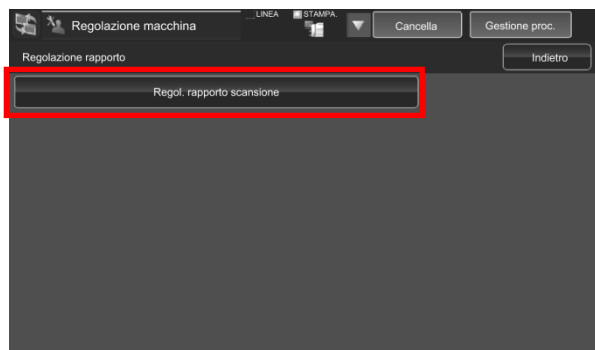 Regolazione macchina
LINEA
STAMPA.
Cancella
Gestione proc.
Regolazione rapporto
Indietro
Regol. rapporto scansione